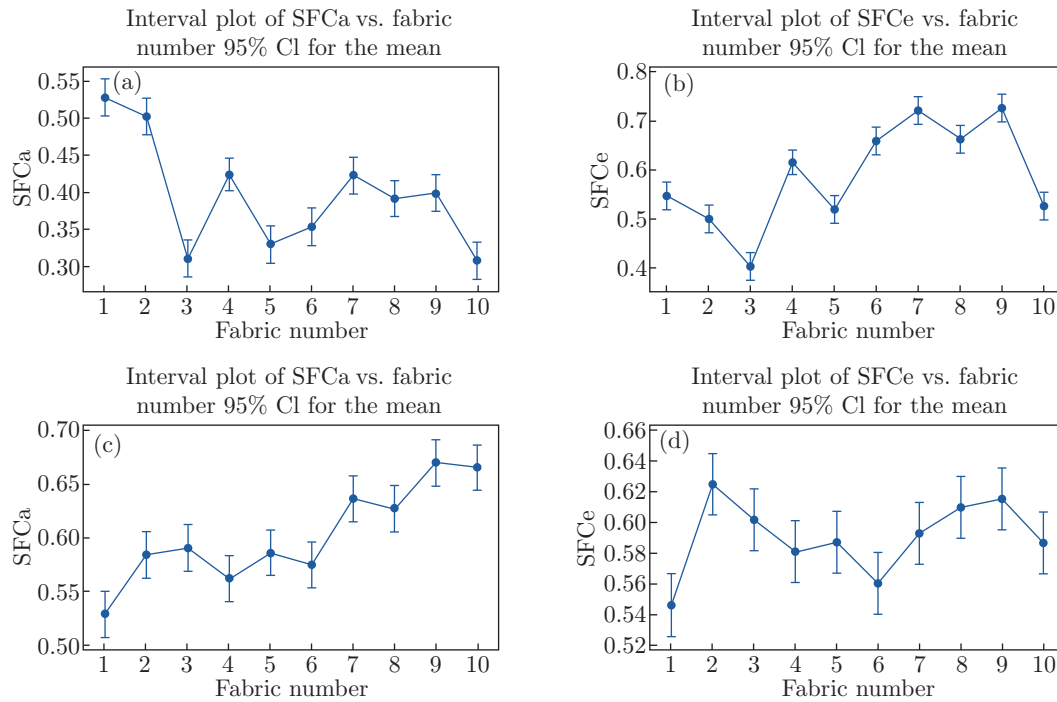 Interval plot of SFCa vs. fabric
number 95% Cl for the mean
(a)
0.55
0.50
0.45
0.40
0.35
0.30
SFCa
1 2 3 4 5 6 7 8 9 10
Fabric number
Interval plot of SFCe vs. fabric
number 95% Cl for the mean
(b)
0.8
0.7
0.6
0.5
0.4
SFCe
1 2 3 4 5 6 7 8 9 10
Fabric number
Interval plot of SFCa vs. fabric
number 95% Cl for the mean
(c)
0.70
0.65
0.60
0.55
0.50
SFCa
1 2 3 4 5 6 7 8 9 10
Fabric number
Interval plot of SFCe vs. fabric
number 95% Cl for the mean
(d)
0.66
0.64
0.62
0.60
0.58
0.56
0.54
0.52
SFCe
1 2 3 4 5 6 7 8 9 10
Fabric number